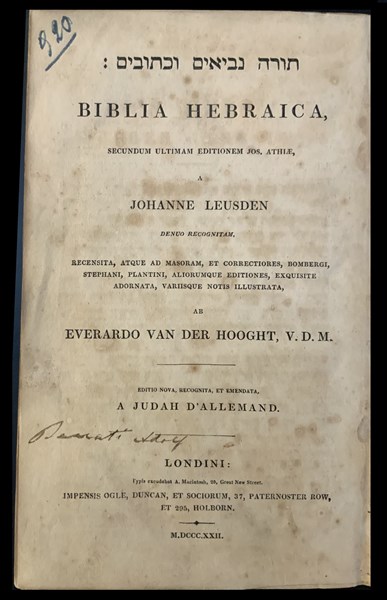 920
תורה נביאים וכתובים :
BIBLIA HEBRAICA,
SECUNDUM ULTIMAM EDITIONEM JOS. ATHIÆ,
A
JOHANNE LEUSDEN
DENUO RECOGNITAM,
RECENSITA, ATQUE AD MASORAM, ET CORRECTIORES, BOMBERGI,
STEPHANI, PLANTINI, ALIORUMQUE EDITIONES, EXQUISITE
ADORNATA, VARIISQUE NOTIS ILLUSTRATA,
AB
EVERARDO VAN DER HOOGHT, V. D. M.
EDITIO NOVA, RECOGNITA, ET EMENDATA,
A JUDAH D'ALLEMAND.
LONDINI:
Typis excudebat A. Macintosh, 20, Great New Street.
IMPENSIS OGLE, DUNCAN, ET SOCIORUM, 37, PATERNOSTER ROW,
ET 295, HOLBORN.
M.DCCC.XXII.